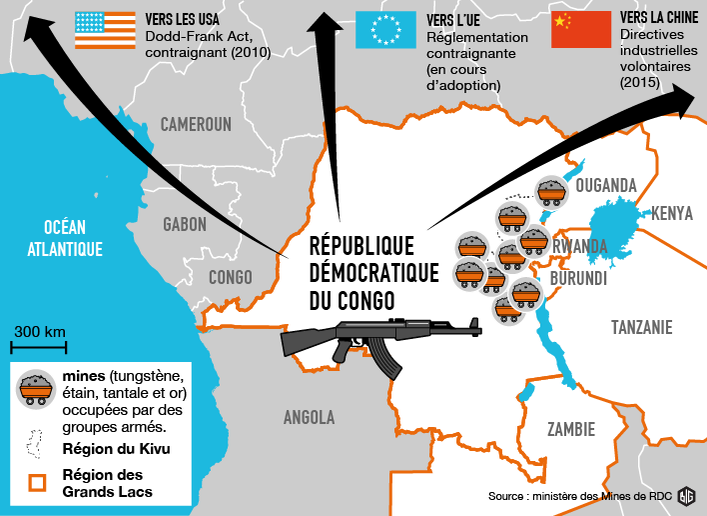 VERS LES USA
Dodd-Frank Act,
contraignant (2010)
VERS L'UE
Réglementation
contraignante
(en cours
d'adoption)
VERS LA CHINE
Directives
industrielles
volontaires
(2015)
CAMEROUN
OUGANDA
KENYA
GABON
OCÉAN
ATLANTIQUE
RÉPUBLIQUE
DÉMOCRATIQUE
DU CONGO
RWANDA
CONGO
BURUNDI
TANZANIE
300 km
mines (tungstène,
étain, tantale et or)
occupées par des
groupes armés.
Région du Kivu
Région des
Grands Lacs
ANGOLA
ZAMBIE
Source : ministère des Mines de RDC